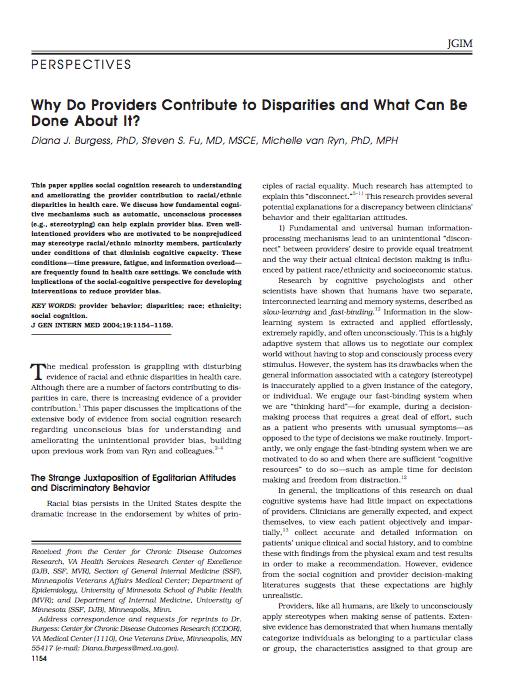 JGIM
PERSPECTIVES
Why Do Providers Contribute to Disparities and What Can Be
Done About It?
Diana J. Burgess, PhD, Steven S. Fu, MD, MSCE, Michelle van Ryn, PhD, MPH
This paper applies social cognition research to understanding
and ameliorating the provider contribution to racial/ethnic
disparities in health care. We discuss how fundamental cogni-
tive mechanisms such as automatic, unconscious processes
(e.g., stereotyping) can help explain provider bias. Even well-
intentioned providers who are motivated to be nonprejudiced
may stereotype racial/ethnic minority members, particularly
under conditions of that diminish cognitive capacity. These
conditions—time pressure, fatigue, and information overload—
are frequently found in health care settings. We conclude with
implications of the social-cognitive perspective for developing
interventions to reduce provider bias.
KEY WORDS: provider behavior; disparities; race; ethnicity;
social cognition.
J GEN INTERN MED 2004;19:1154–1159.
The medical profession is grappling with disturbing
evidence of racial and ethnic disparities in health care.
Although there are a number of factors contributing to dis-
parities in care, there is increasing evidence of a provider
contribution.1 This paper discusses the implications of the
extensive body of evidence from social cognition research
regarding unconscious bias for understanding and
ameliorating the unintentional provider bias, building
upon previous work from van Ryn and colleagues.2–4
The Strange Juxtaposition of Egalitarian Attitudes
and Discriminatory Behavior
Racial bias persists in the United States despite the
dramatic increase in the endorsement by whites of prin-
Received from the Center for Chronic Disease Outcomes
Research, VA Health Services Research Center of Excellence
(DJB, SSF, MVR), Section of General Internal Medicine (SSF),
Minneapolis Veterans Affairs Medical Center; Department of
Epidemiology, University of Minnesota School of Public Health
(MVR); and Department of Internal Medicine, University of
Minnesota (SSF, DJB), Minneapolis, Minn.
Address correspondence and requests for reprints to Dr.
Burgess: Center for Chronic Disease Outcomes Research (CCDOR),
VA Medical Center (1110), One Veterans Drive, Minneapolis, MN
55417 (e-mail: Diana.Burgess@med.va.gov).
1154
ciples of racial equality. Much research has attempted to
explain this "disconnect."5–11 This research provides several
potential explanations for a discrepancy between clinicians'
behavior and their egalitarian attitudes.
1) Fundamental and universal human information-
processing mechanisms lead to an unintentional "discon-
nect" between providers' desire to provide equal treatment
and the way their actual clinical decision making is influ-
enced by patient race/ethnicity and socioeconomic status.
Research by cognitive psychologists and other
scientists have shown that humans have two separate,
interconnected learning and memory systems, described as
slow-learning and fast-binding.12 Information in the slow-
learning system is extracted and applied effortlessly,
extremely rapidly, and often unconsciously. This is a highly
adaptive system that allows us to negotiate our complex
world without having to stop and consciously process every
stimulus. However, the system has its drawbacks when the
general information associated with a category (stereotype)
is inaccurately applied to a given instance of the category,
or individual. We engage our fast-binding system when we
are "thinking hard"—for example, during a decision-
making process that requires a great deal of effort, such
as a patient who presents with unusual symptoms—as
opposed to the type of decisions we make routinely. Import-
antly, we only engage the fast-binding system when we are
motivated to do so and when there are sufficient "cognitive
resources" to do so—such as ample time for decision
making and freedom from distraction.12
In general, the implications of this research on dual
cognitive systems have had little impact on expectations
of providers. Clinicians are generally expected, and expect
themselves, to view each patient objectively and impar-
tially,13 collect accurate and detailed information on
patients' unique clinical and social history, and to combine
these with findings from the physical exam and test results
in order to make a recommendation. However, evidence
from the social cognition and provider decision-making
literatures suggests that these expectations are highly
unrealistic.
Providers, like all humans, are likely to unconsciously
apply stereotypes when making sense of patients. Exten-
sive evidence has demonstrated that when humans mentally
categorize individuals as belonging to a particular class
or group, the characteristics assigned to that group are